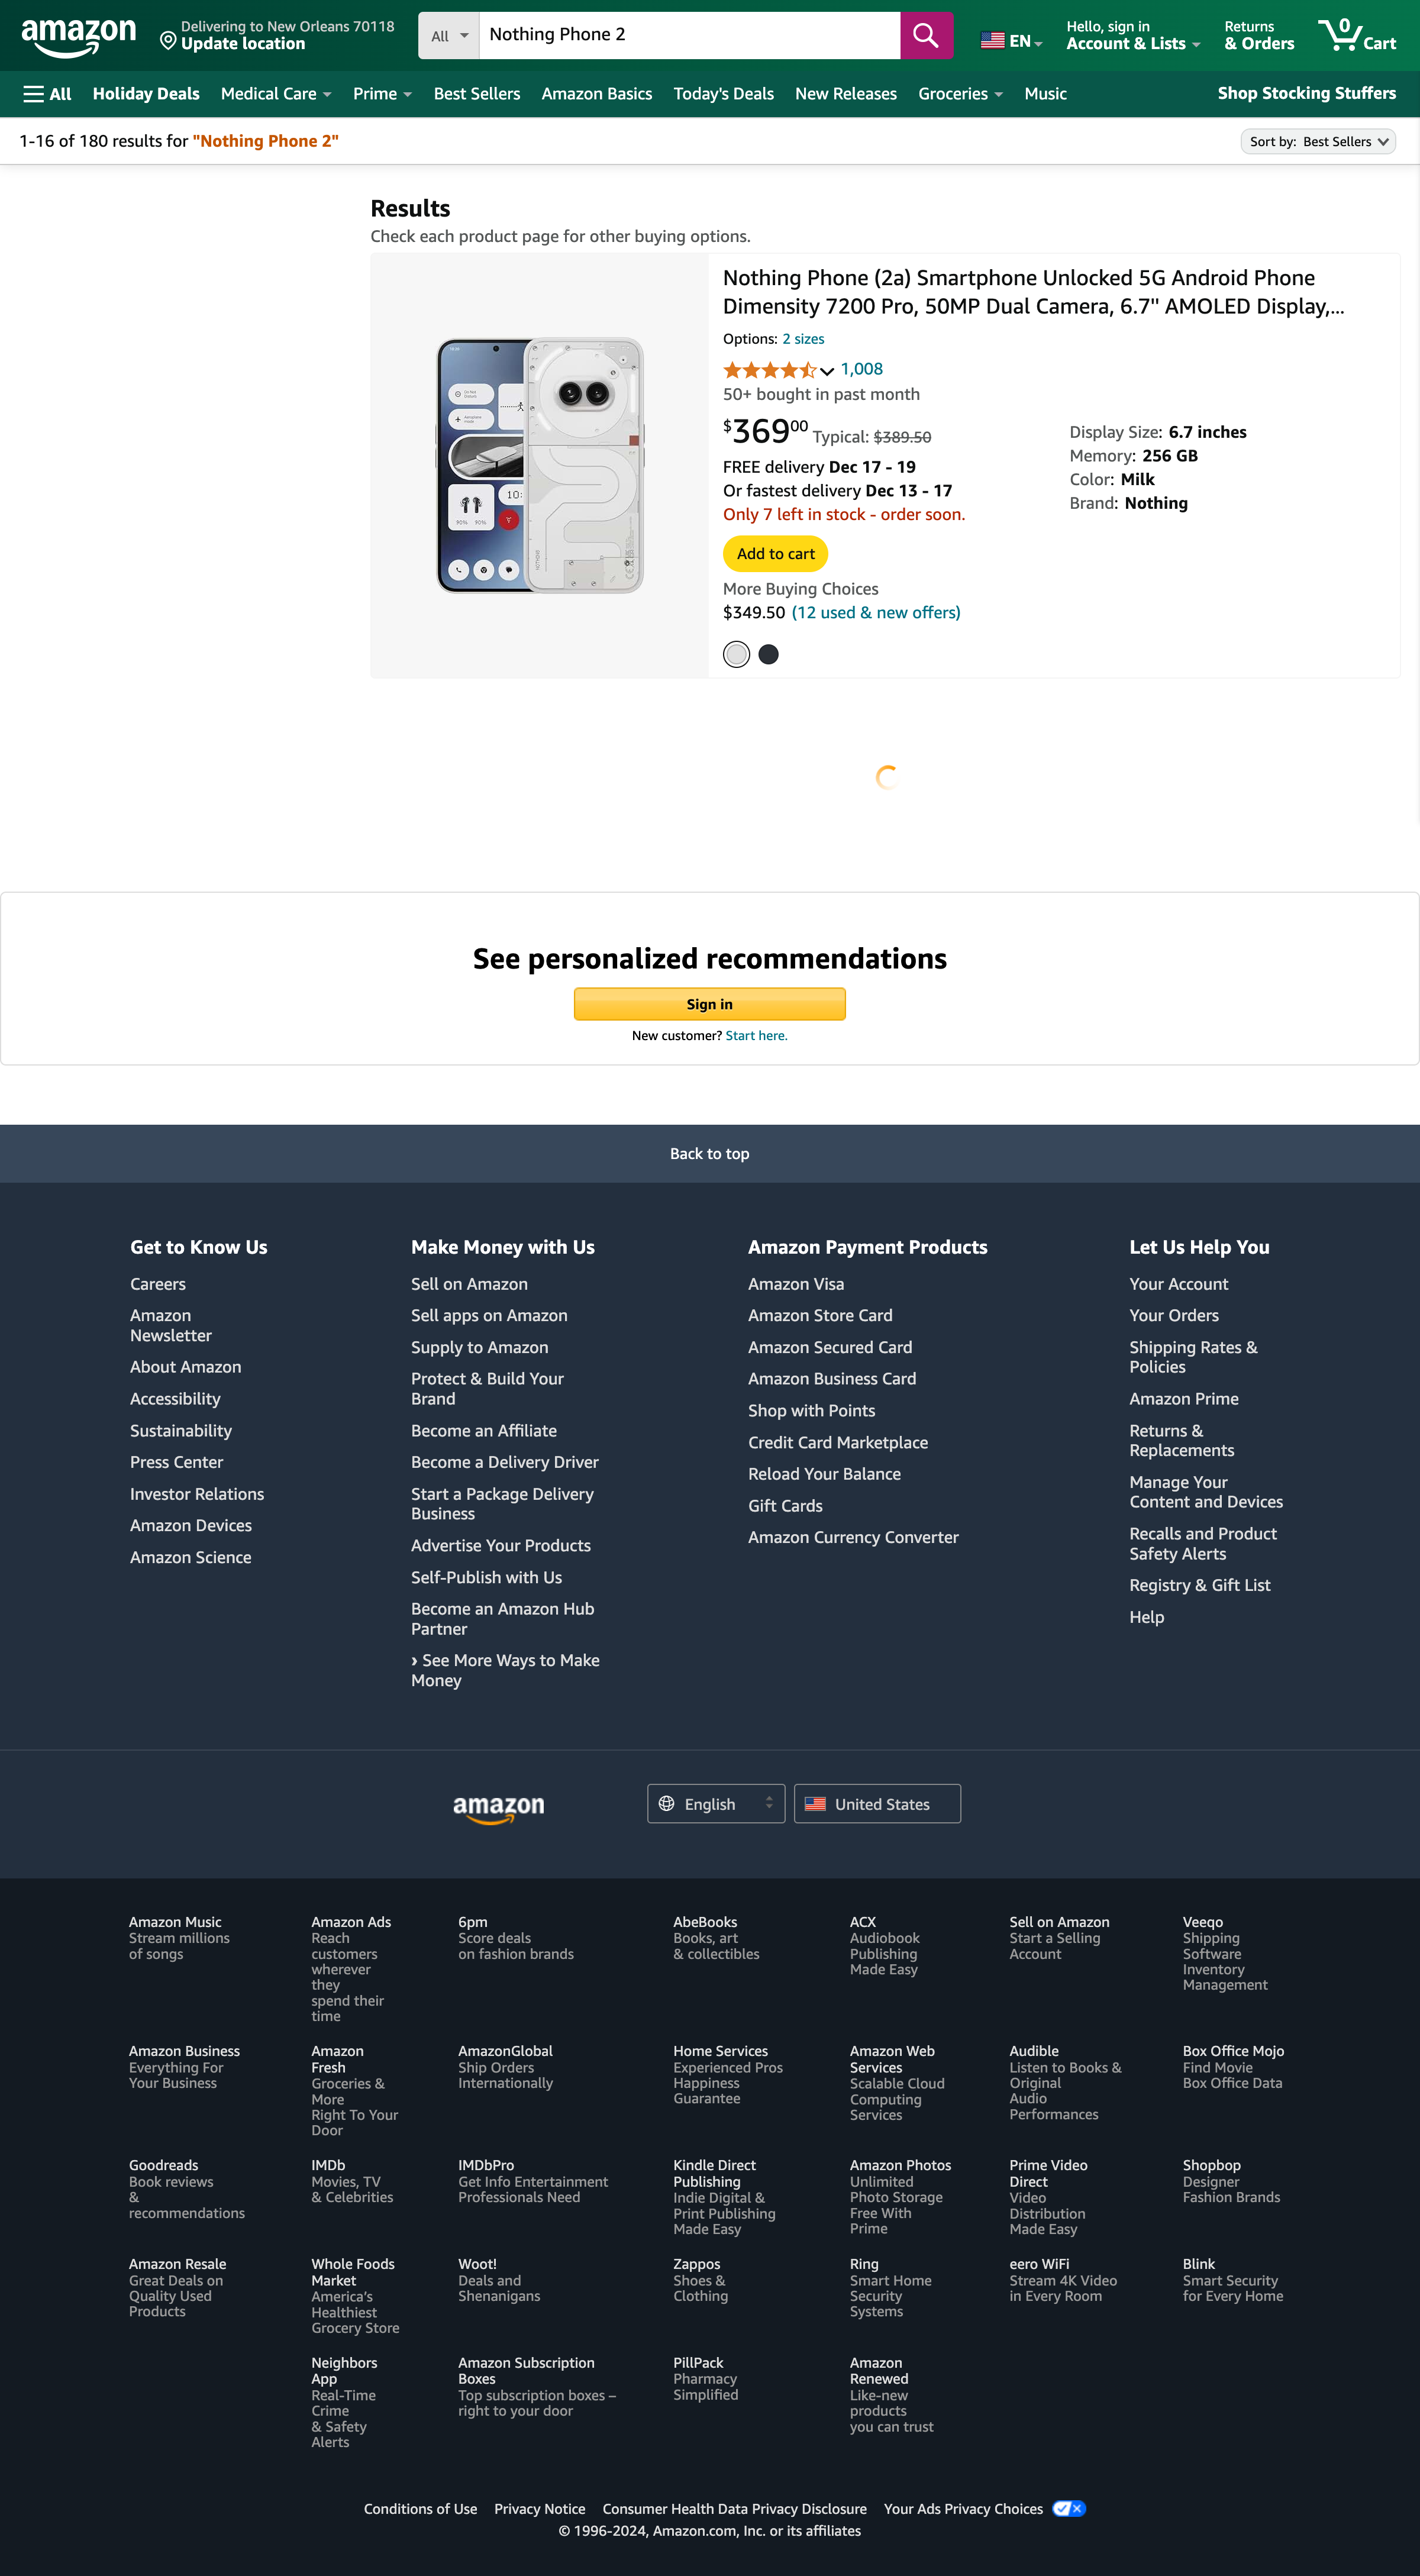 amazon
Delivering to New Orleans 70118
Update location
All
Nothing Phone 2
EN
Hello, sign in
Account & Lists
Returns
& Orders
0
Cart
All
Holiday Deals
Medical Care
Prime
Best Sellers
Amazon Basics
Today's Deals
New Releases
Groceries
Music
Shop Stocking Stuffers
1-16 of 180 results for "Nothing Phone 2"
Sort by: Best Sellers
Results
Check each product page for other buying options.
Nothing Phone (2a) Smartphone Unlocked 5G Android Phone
Dimensity 7200 Pro, 50MP Dual Camera, 6.7" AMOLED Display,...
Options: 2 sizes
1,008
50+ bought in past month
$36900 Typical: $389.50
FREE delivery Dec 17 - 19
Or fastest delivery Dec 13 - 17
Only 7 left in stock - order soon.
Add to cart
More Buying Choices
$349.50 (12 used & new offers)
Display Size: 6.7 inches
Memory: 256 GB
Color: Milk
Brand: Nothing
See personalized recommendations
Sign in
New customer? Start here.
Back to top
Get to Know Us
Careers
Amazon
Newsletter
About Amazon
Accessibility
Sustainability
Press Center
Investor Relations
Amazon Devices
Amazon Science
Make Money with Us
Sell on Amazon
Sell apps on Amazon
Supply to Amazon
Protect & Build Your
Brand
Become an Affiliate
Become a Delivery Driver
Start a Package Delivery
Business
Advertise Your Products
Self-Publish with Us
Become an Amazon Hub
Partner
› See More Ways to Make
Money
Amazon Payment Products
Amazon Visa
Amazon Store Card
Amazon Secured Card
Amazon Business Card
Shop with Points
Credit Card Marketplace
Reload Your Balance
Gift Cards
Amazon Currency Converter
Let Us Help You
Your Account
Your Orders
Shipping Rates &
Policies
Amazon Prime
Returns &
Replacements
Manage Your
Content and Devices
Recalls and Product
Safety Alerts
Registry & Gift List
Help
amazon
English
United States
Amazon Music
Stream millions
of songs
Amazon Ads
Reach
customers
wherever
they
spend their
time
6pm
Score deals
on fashion brands
AbeBooks
Books, art
& collectibles
ACX
Audiobook
Publishing
Made Easy
Sell on Amazon
Start a Selling
Account
Veeqo
Shipping
Software
Inventory
Management
Amazon Business
Everything For
Your Business
Amazon
Fresh
Groceries &
More
Right To Your
Door
AmazonGlobal
Ship Orders
Internationally
Home Services
Experienced Pros
Happiness
Guarantee
Amazon Web
Services
Scalable Cloud
Computing
Services
Audible
Listen to Books &
Original
Audio
Performances
Box Office Mojo
Find Movie
Box Office Data
Goodreads
Book reviews
&
recommendations
IMDb
Movies, TV
& Celebrities
IMDbPro
Get Info Entertainment
Professionals Need
Kindle Direct
Publishing
Indie Digital &
Print Publishing
Made Easy
Amazon Photos
Unlimited
Photo Storage
Free With
Prime
Prime Video
Direct
Video
Distribution
Made Easy
Shopbop
Designer
Fashion Brands
Amazon Resale
Great Deals on
Quality Used
Products
Whole Foods
Market
America's
Healthiest
Grocery Store
Woot!
Deals and
Shenanigans
Zappos
Shoes &
Clothing
Ring
Smart Home
Security
Systems
eero WiFi
Stream 4K Video
in Every Room
Blink
Smart Security
for Every Home
Neighbors
App
Real-Time
Crime
& Safety
Alerts
Amazon Subscription
Boxes
Top subscription boxes –
right to your door
PillPack
Pharmacy
Simplified
Amazon
Renewed
Like-new
products
you can trust
Conditions of Use
Privacy Notice
Consumer Health Data Privacy Disclosure
Your Ads Privacy Choices
© 1996-2024, Amazon.com, Inc. or its affiliates